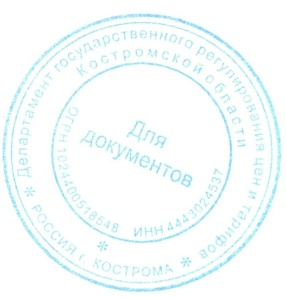 Департамент государственного регулирования цен и тарифов
Костромской области
* РОССИЯ г. КОСТРОМА *
ОГРН 1024400518548 ИНН 4443024537
*
Для
документов